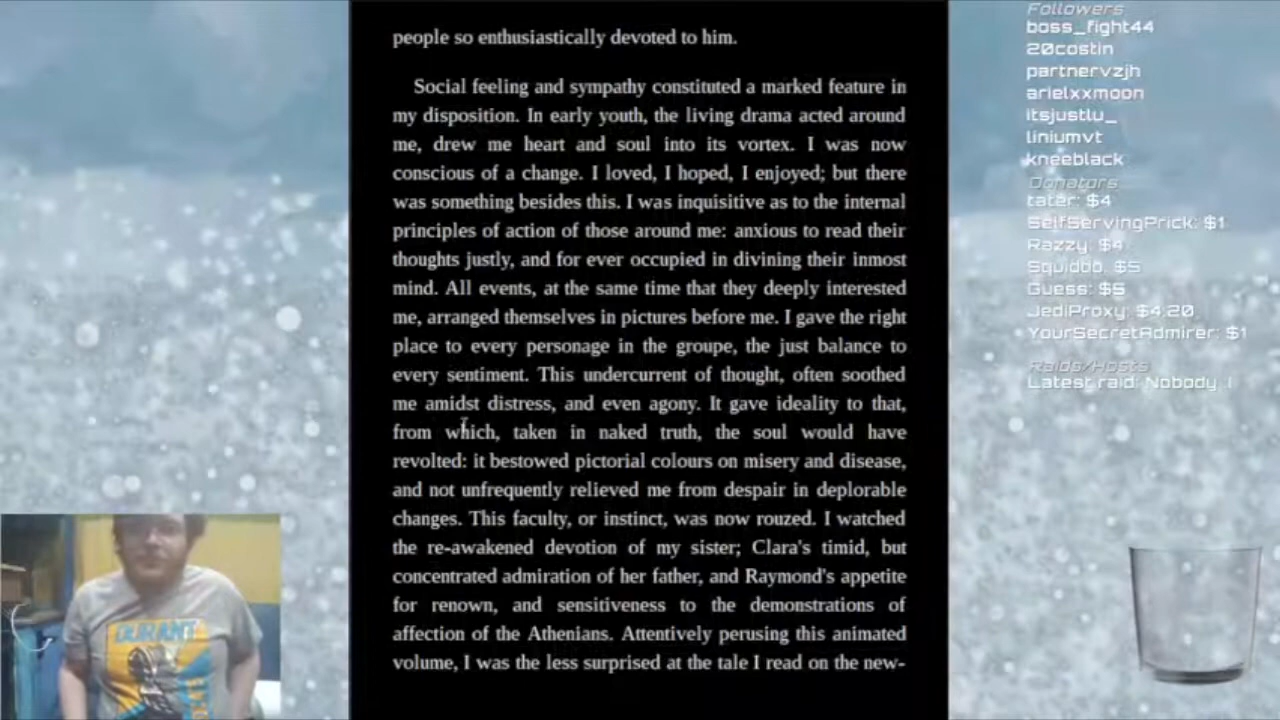 people so enthusiastically devoted to him.
Social feeling and sympathy constituted a marked feature in
my disposition. In early youth, the living drama acted around
me, drew me heart and soul into its vortex. I was now
conscious of a change. I loved, I hoped, I enjoyed; but there
was something besides this. I was inquisitive as to the internal
principles of action of those around me: anxious to read their
thoughts justly, and for ever occupied in divining their inmost
mind. All events, at the same time that they deeply interested
me, arranged themselves in pictures before me. I gave the right
place to every personage in the groupe, the just balance to
every sentiment. This undercurrent of thought, often soothed
me amidst distress, and even agony. It gave ideality to that,
from which, taken in naked truth, the soul would have
revolted: it bestowed pictorial colours on misery and disease,
and not unfrequently relieved me from despair in deplorable
changes. This faculty, or instinct, was now rouzed. I watched
the re-awakened devotion of my sister; Clara's timid, but
concentrated admiration of her father, and Raymond's appetite
for renown, and sensitiveness to the demonstrations of
affection of the Athenians. Attentively perusing this animated
volume, I was the less surprised at the tale I read on the new-
Followers
boss_fight44
20costin
partnervzjh
arielxxmoon
itsjustlu_
liniumvt
kneeblack
Donators
tater: $4
SelfServingPrick: $1
Razzy: $4
Squidbo: $5
Guess: $5
JediProxy: $4.20
YourSecretAdmirer: $1
Raids/Hosts
Latest raid: Nobody :(
DURANT